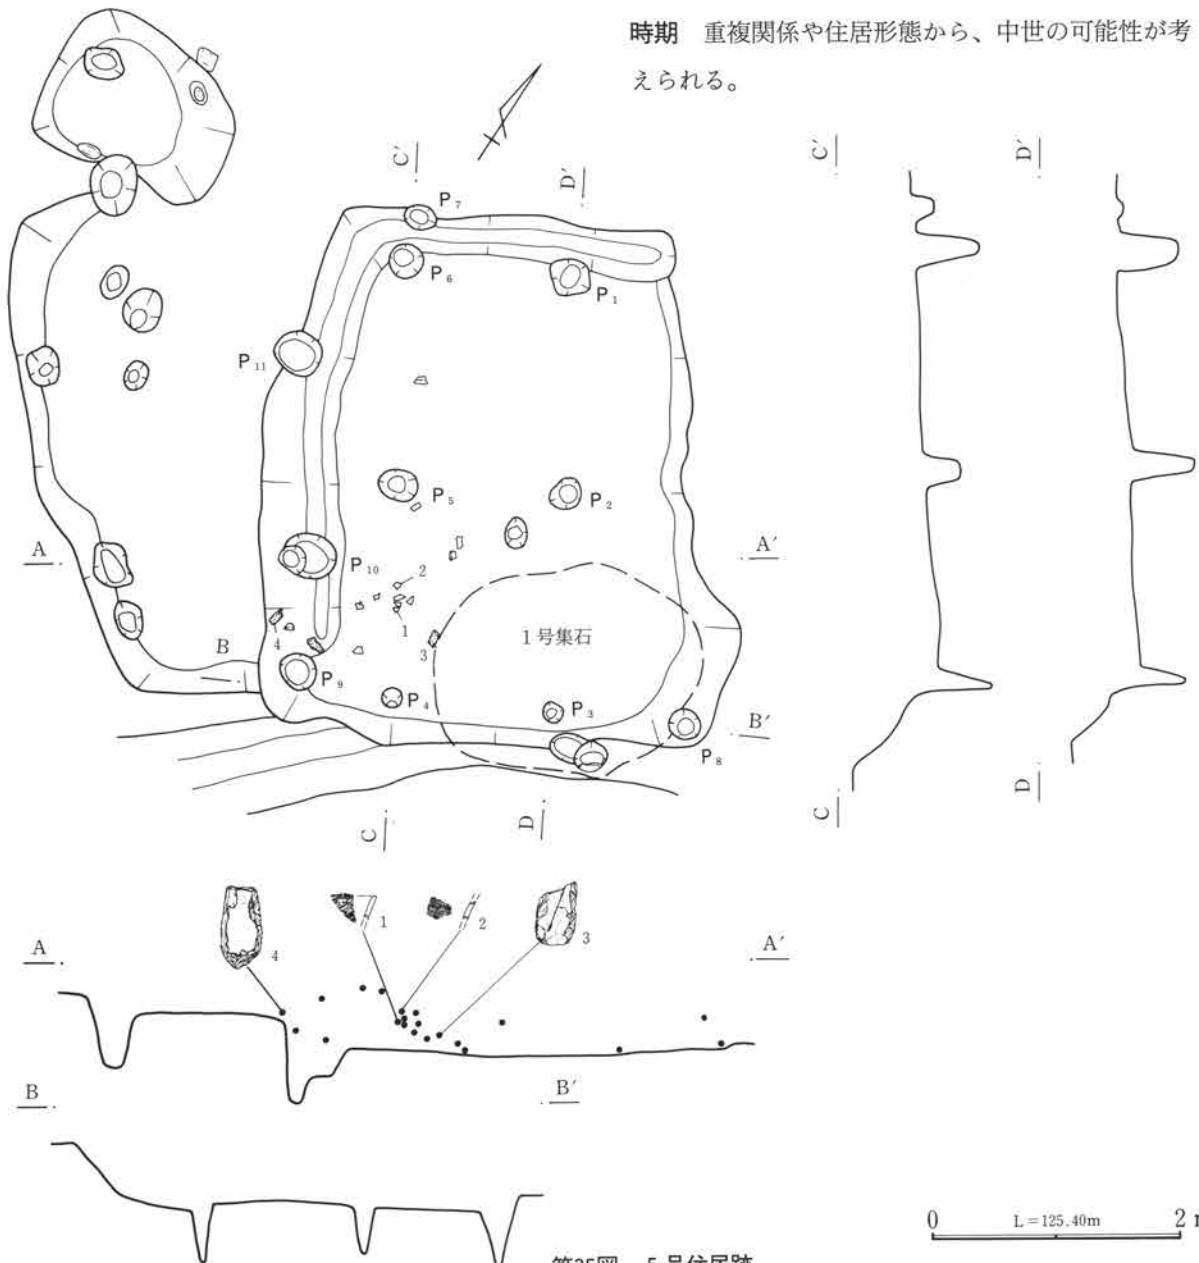 時期　重複関係や住居形態から、中世の可能性が考
えられる。
C′
D′
C′
D′
P₇
P₆
P₁
P₁₁
P₅
P₂
A
A′
P₁₀
2
1
1号集石
4
3
B
P₉
P₄
P₃
B′
P₈
C
D
C
D
4
1
2
3
A
A′
B
B′
0
L=125.40m
2
5号住居跡